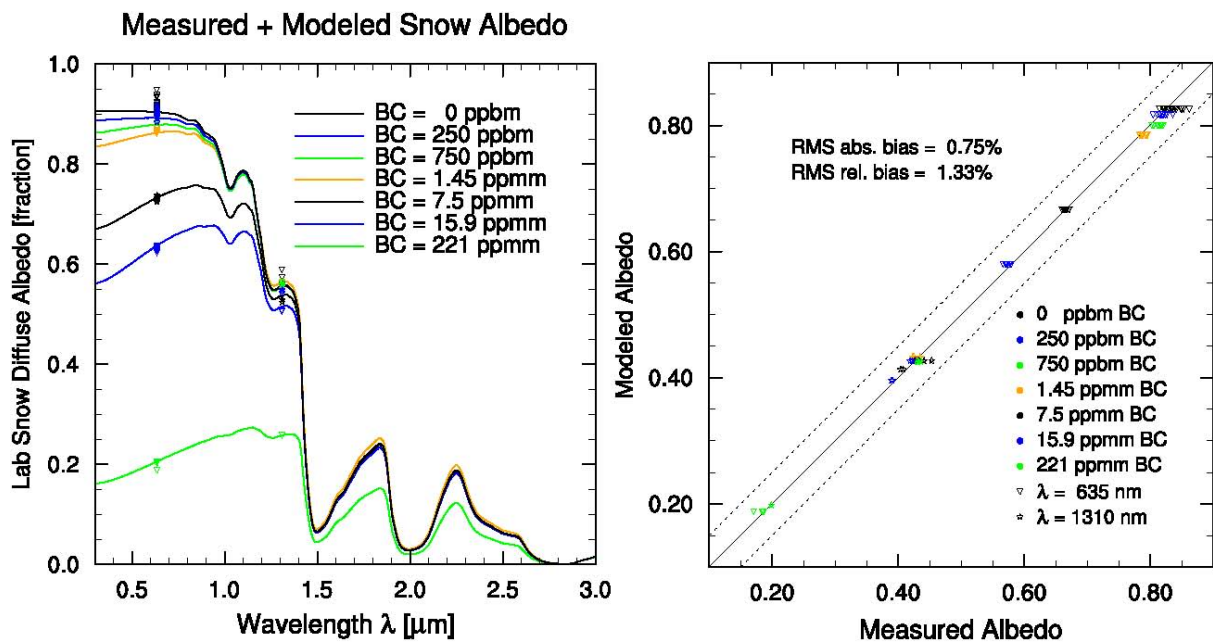 Measured + Modeled Snow Albedo
Lab Snow Diffuse Albedo [fraction]
1.0
0.8
0.6
0.4
0.2
0.0
BC = 0 ppbm
BC = 250 ppbm
BC = 750 ppbm
BC = 1.45 ppmm
BC = 7.5 ppmm
BC = 15.9 ppmm
BC = 221 ppmm
0.5 1.0 1.5 2.0 2.5 3.0
Wavelength λ [μm]
Modeled Albedo
0.80
0.60
0.40
0.20
RMS abs. bias = 0.75%
RMS rel. bias = 1.33%
0 ppbm BC
250 ppbm BC
750 ppbm BC
1.45 ppmm BC
7.5 ppmm BC
15.9 ppmm BC
221 ppmm BC
λ = 635 nm
λ = 1310 nm
0.20 0.40 0.60 0.80
Measured Albedo